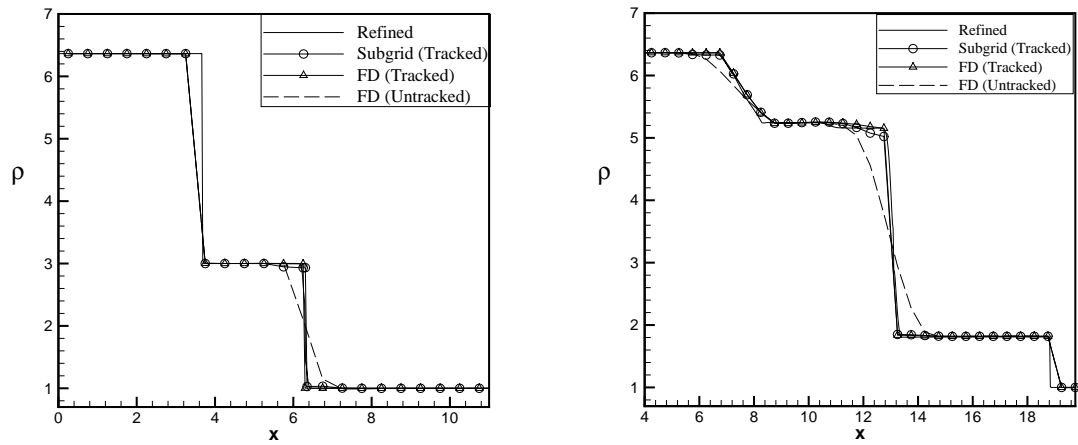 7
6
5
4
3
2
1
ρ
0 2 4 6 8 10
x
Refined
Subgrid (Tracked)
FD (Tracked)
FD (Untracked)
7
6
5
4
3
2
1
ρ
4 6 8 10 12 14 16 18
x
Refined
Subgrid (Tracked)
FD (Tracked)
FD (Untracked)